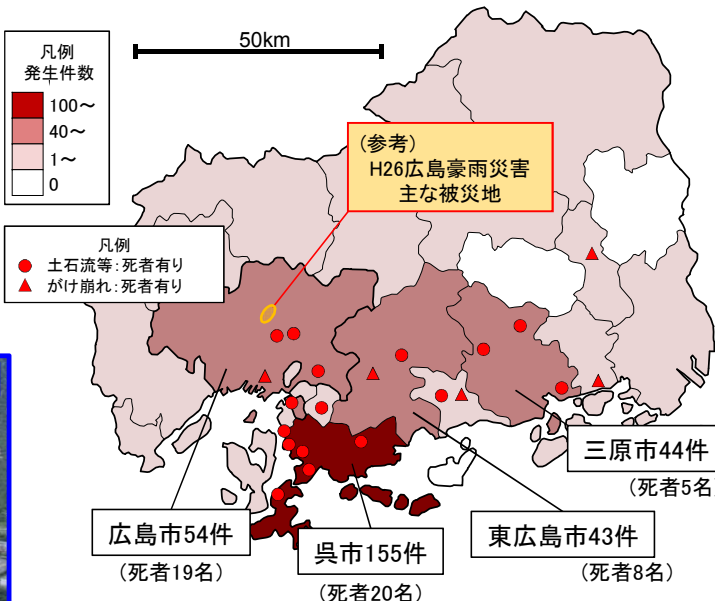 50km
凡例
発生件数
100～
40～
1～
0
(参考)
H26広島豪雨災害
主な被災地
凡例
土石流等：死者有り
がけ崩れ：死者有り
三原市44件
(死者5名)
広島市54件
(死者19名)
呉市155件
(死者20名)
東広島市43件
(死者8名)